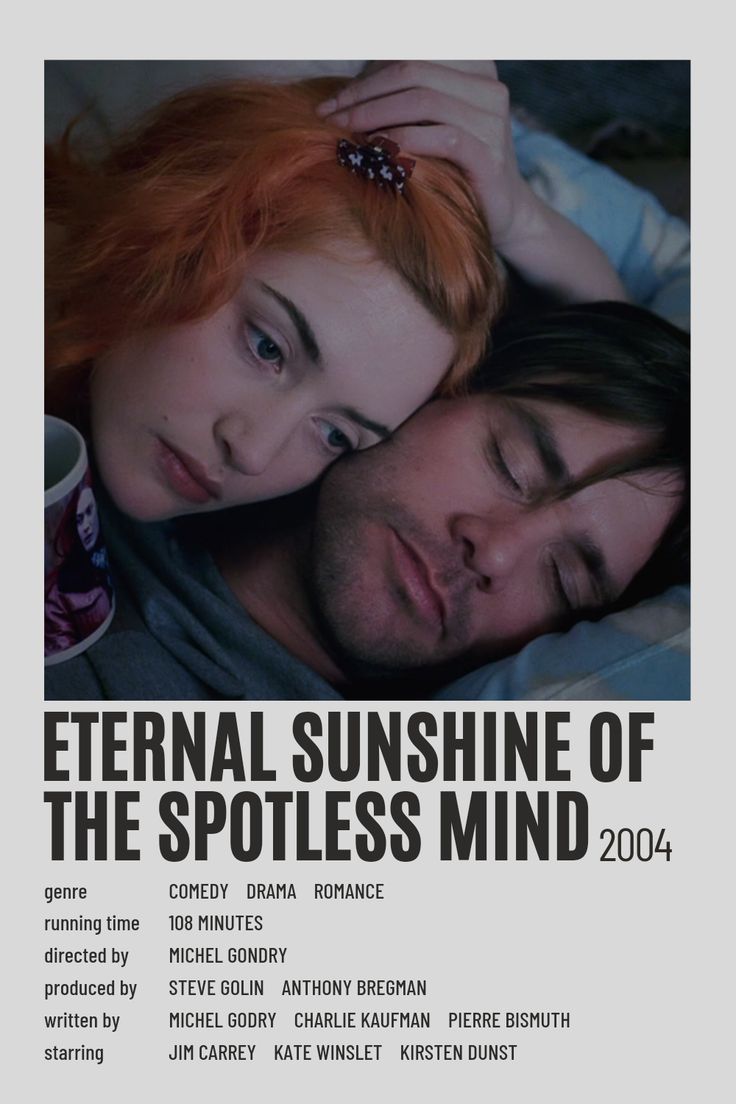 ETERNAL SUNSHINE OF
THE SPOTLESS MIND 2004
genre COMEDY DRAMA ROMANCE
running time 108 MINUTES
directed by MICHEL GONDRY
produced by STEVE GOLIN ANTHONY BREGMAN
written by MICHEL GODRY CHARLIE KAUFMAN PIERRE BISMUTH
starring JIM CARREY KATE WINSLET KIRSTEN DUNST